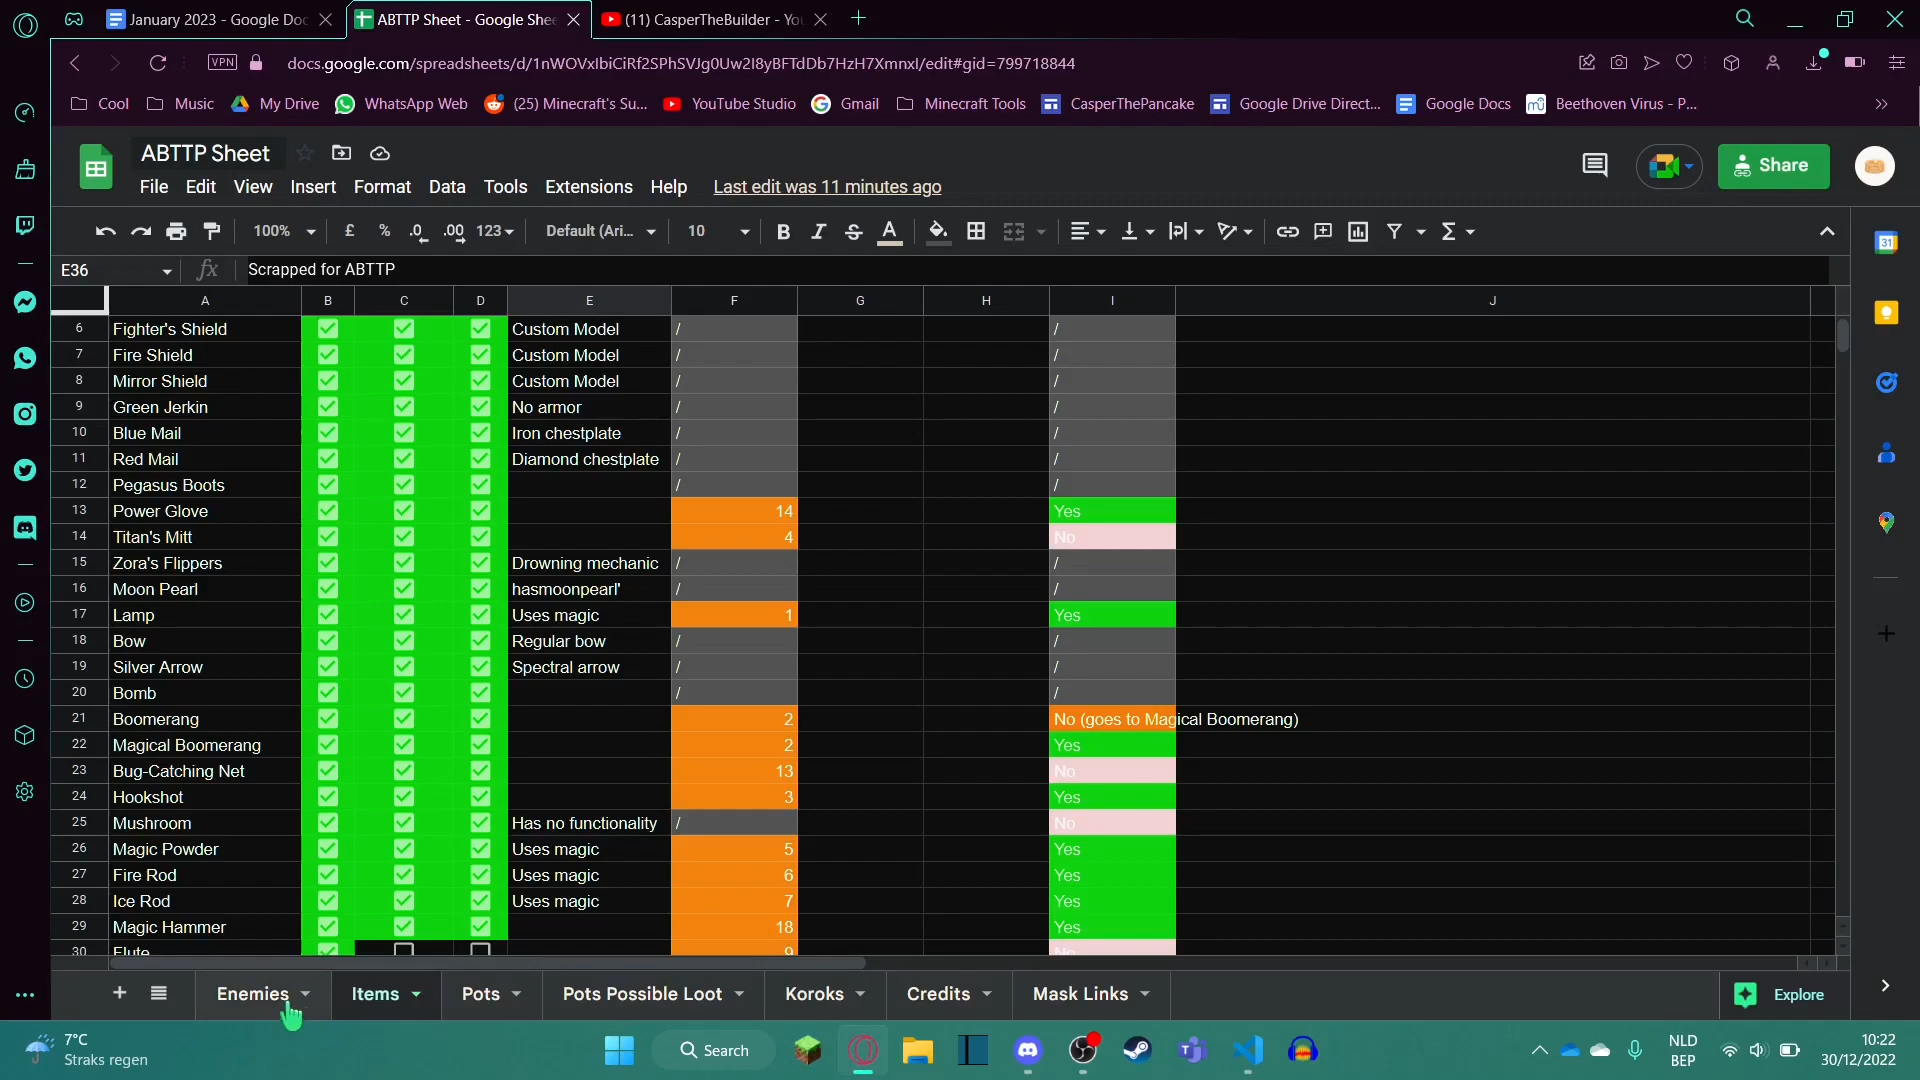 January 2023 - Google Doc
ABTTP Sheet - Google She
(11) CasperTheBuilder - Yo
VPN
docs.google.com/spreadsheets/d/1nWOVxIbiCiRf2SPhSVJg0Uw2I8yBFTdDb7HzH7XmnxI/edit#gid=799718844
Cool Music My Drive WhatsApp Web (25) Minecraft's Su... YouTube Studio Gmail Minecraft Tools CasperThePancake Google Drive Direct... Google Docs Beethoven Virus - P...
ABTTP Sheet
Share
File Edit View Insert Format Data Tools Extensions Help Last edit was 11 minutes ago
100% £ % .0 .00 123 Default (Ari... 10 B I S A
E36 fx Scrapped for ABTTP
A B C D E F G H I J
6 Fighter's Shield Custom Model / /
7 Fire Shield Custom Model / /
8 Mirror Shield Custom Model / /
9 Green Jerkin No armor / /
10 Blue Mail Iron chestplate / /
11 Red Mail Diamond chestplate / /
12 Pegasus Boots / /
13 Power Glove 14 Yes
14 Titan's Mitt 4 No
15 Zora's Flippers Drowning mechanic / /
16 Moon Pearl hasmoonpearl' / /
17 Lamp Uses magic 1 Yes
18 Bow Regular bow / /
19 Silver Arrow Spectral arrow / /
20 Bomb / /
21 Boomerang 2 No (goes to Magical Boomerang)
22 Magical Boomerang 2 Yes
23 Bug-Catching Net 13 No
24 Hookshot 3 Yes
25 Mushroom Has no functionality / No
26 Magic Powder Uses magic 5 Yes
27 Fire Rod Uses magic 6 Yes
28 Ice Rod Uses magic 7 Yes
29 Magic Hammer 18 Yes
30 Flute 9 No
Enemies Items Pots Pots Possible Loot Koroks Credits Mask Links Explore
7°C
Straks regen
Search
NLD
BEP
10:22
30/12/2022